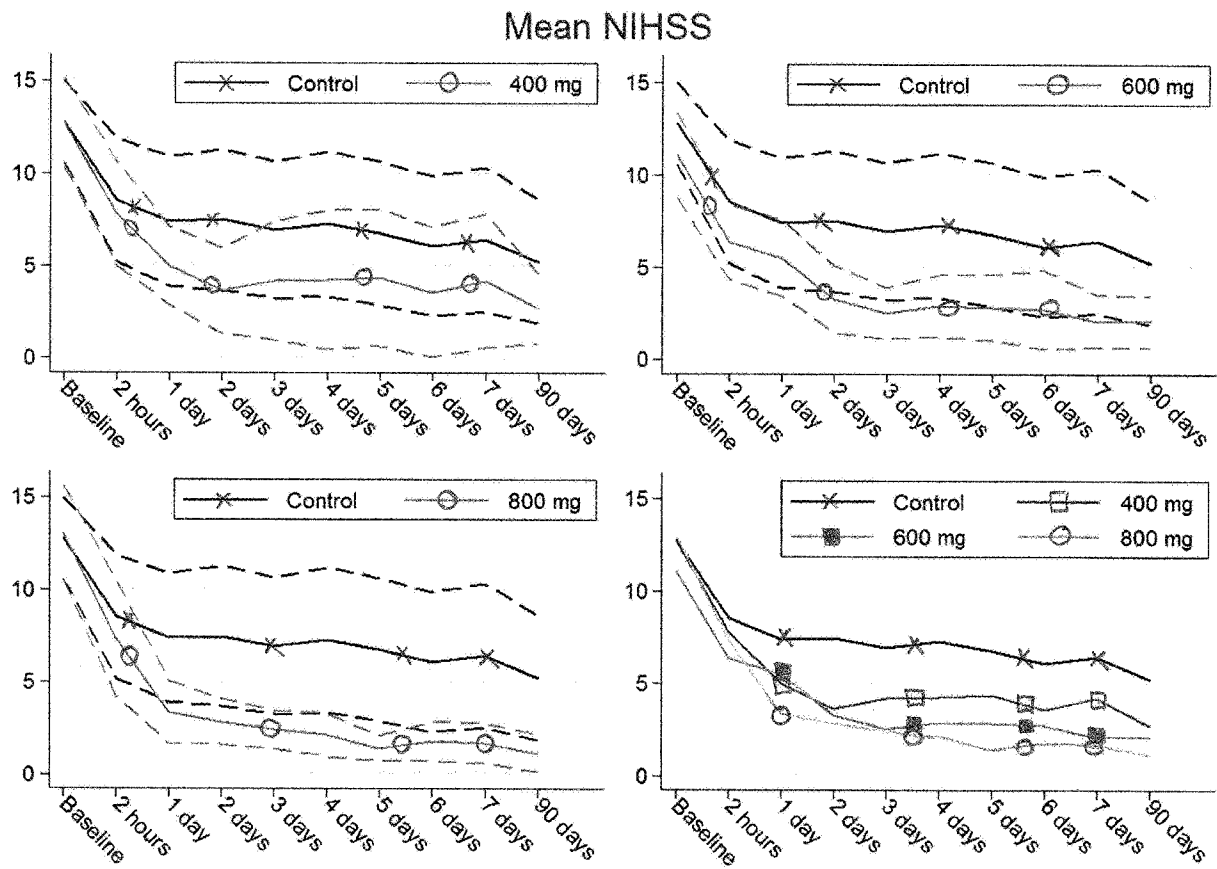 Mean NIHSS
Control 400 mg
15
10
5
0
Baseline
2 hours
1 day
2 days
3 days
4 days
5 days
6 days
7 days
90 days
Control 600 mg
15
10
5
0
Baseline
2 hours
1 day
2 days
3 days
4 days
5 days
6 days
7 days
90 days
Control 800 mg
15
10
5
0
Baseline
2 hours
1 day
2 days
3 days
4 days
5 days
6 days
7 days
90 days
Control 400 mg
600 mg 800 mg
15
10
5
0
Baseline
2 hours
1 day
2 days
3 days
4 days
5 days
6 days
7 days
90 days